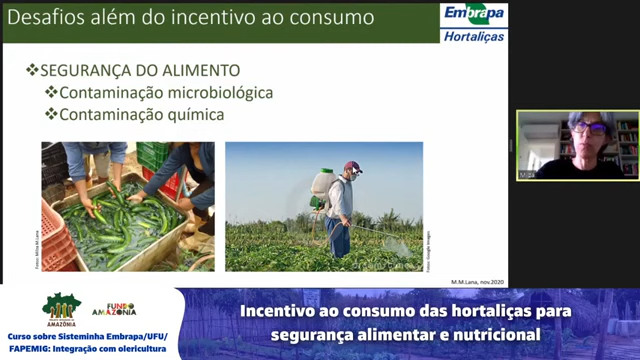 Desafios além do incentivo ao consumo
Embrapa
Hortaliças
❖SEGURANÇA DO ALIMENTO
❖Contaminação microbiológica
❖Contaminação química
Fotos: Milza M.Lana
Fotos: Google Images
M.M.Lana, nov.2020
Milza
AMAZÔNIA
FUNDO
AMAZÔNIA
Curso sobre Sisteminha Embrapa/UFU/
FAPEMIG: Integração com olericultura
Incentivo ao consumo das hortaliças para
segurança alimentar e nutricional